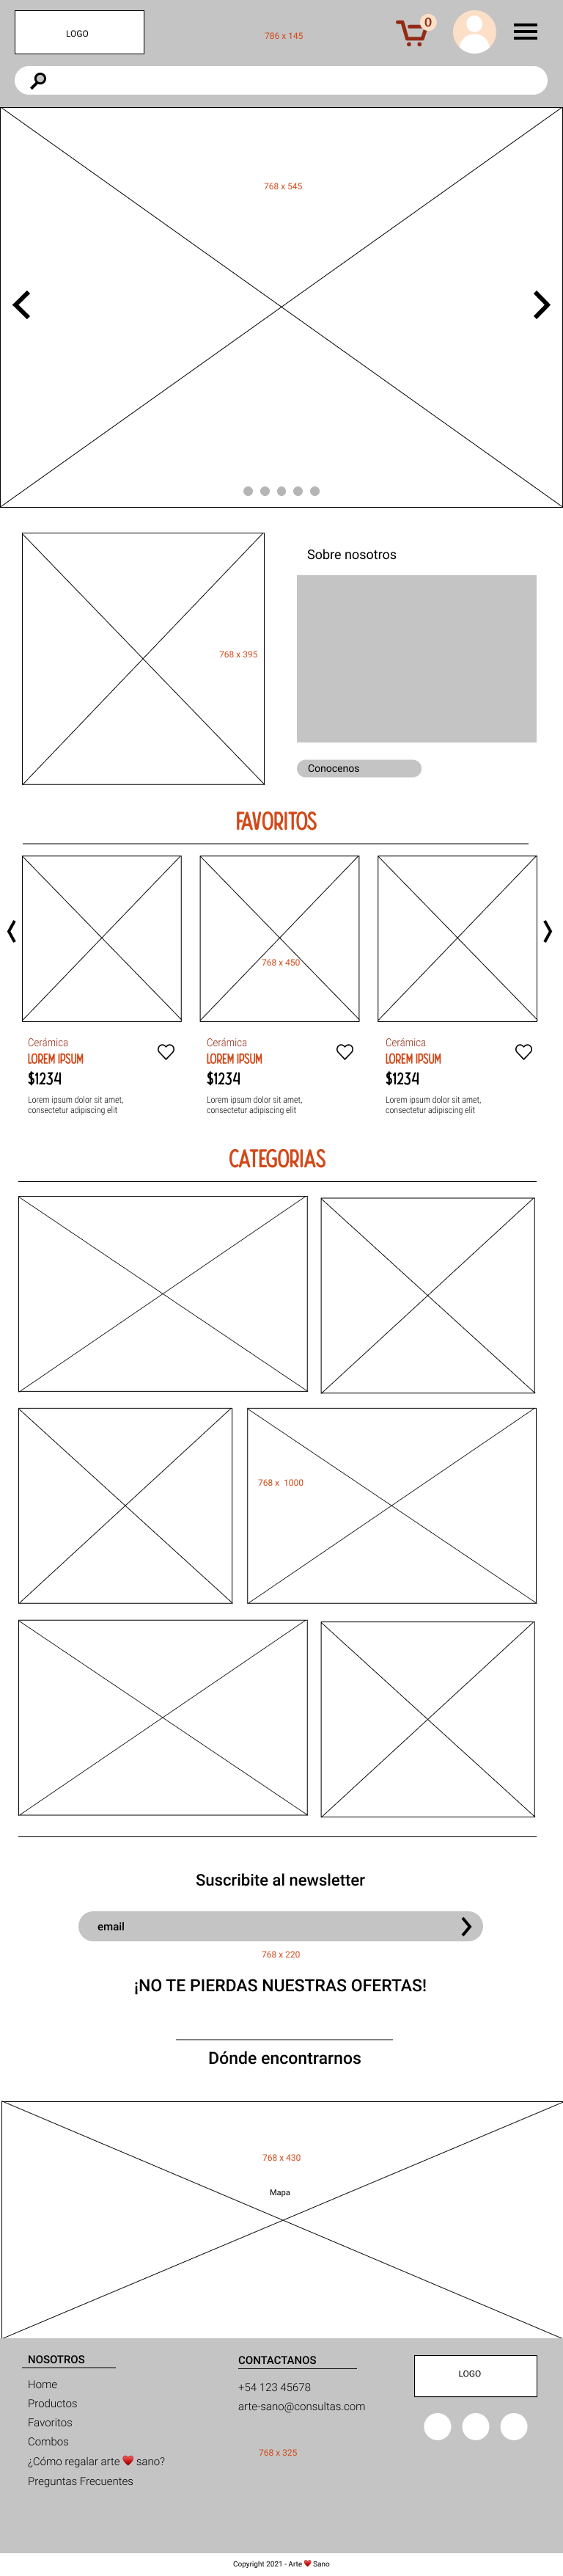 LOGO
786 x 145
0
768 x 545
Sobre nosotros
768 x 395
Conocenos
FAVORITOS
768 x 450
Cerámica
LOREM IPSUM
$1234
Lorem ipsum dolor sit amet,
consectetur adipiscing elit
Cerámica
LOREM IPSUM
$1234
Lorem ipsum dolor sit amet,
consectetur adipiscing elit
Cerámica
LOREM IPSUM
$1234
Lorem ipsum dolor sit amet,
consectetur adipiscing elit
CATEGORIAS
768 x 1000
Suscribite al newsletter
email
768 x 220
¡NO TE PIERDAS NUESTRAS OFERTAS!
Dónde encontrarnos
768 x 430
Mapa
NOSOTROS
Home
Productos
Favoritos
Combos
¿Cómo regalar arte ♥ sano?
Preguntas Frecuentes
CONTACTANOS
+54 123 45678
arte-sano@consultas.com
768 x 325
LOGO
Copyright 2021 - Arte ♥ Sano